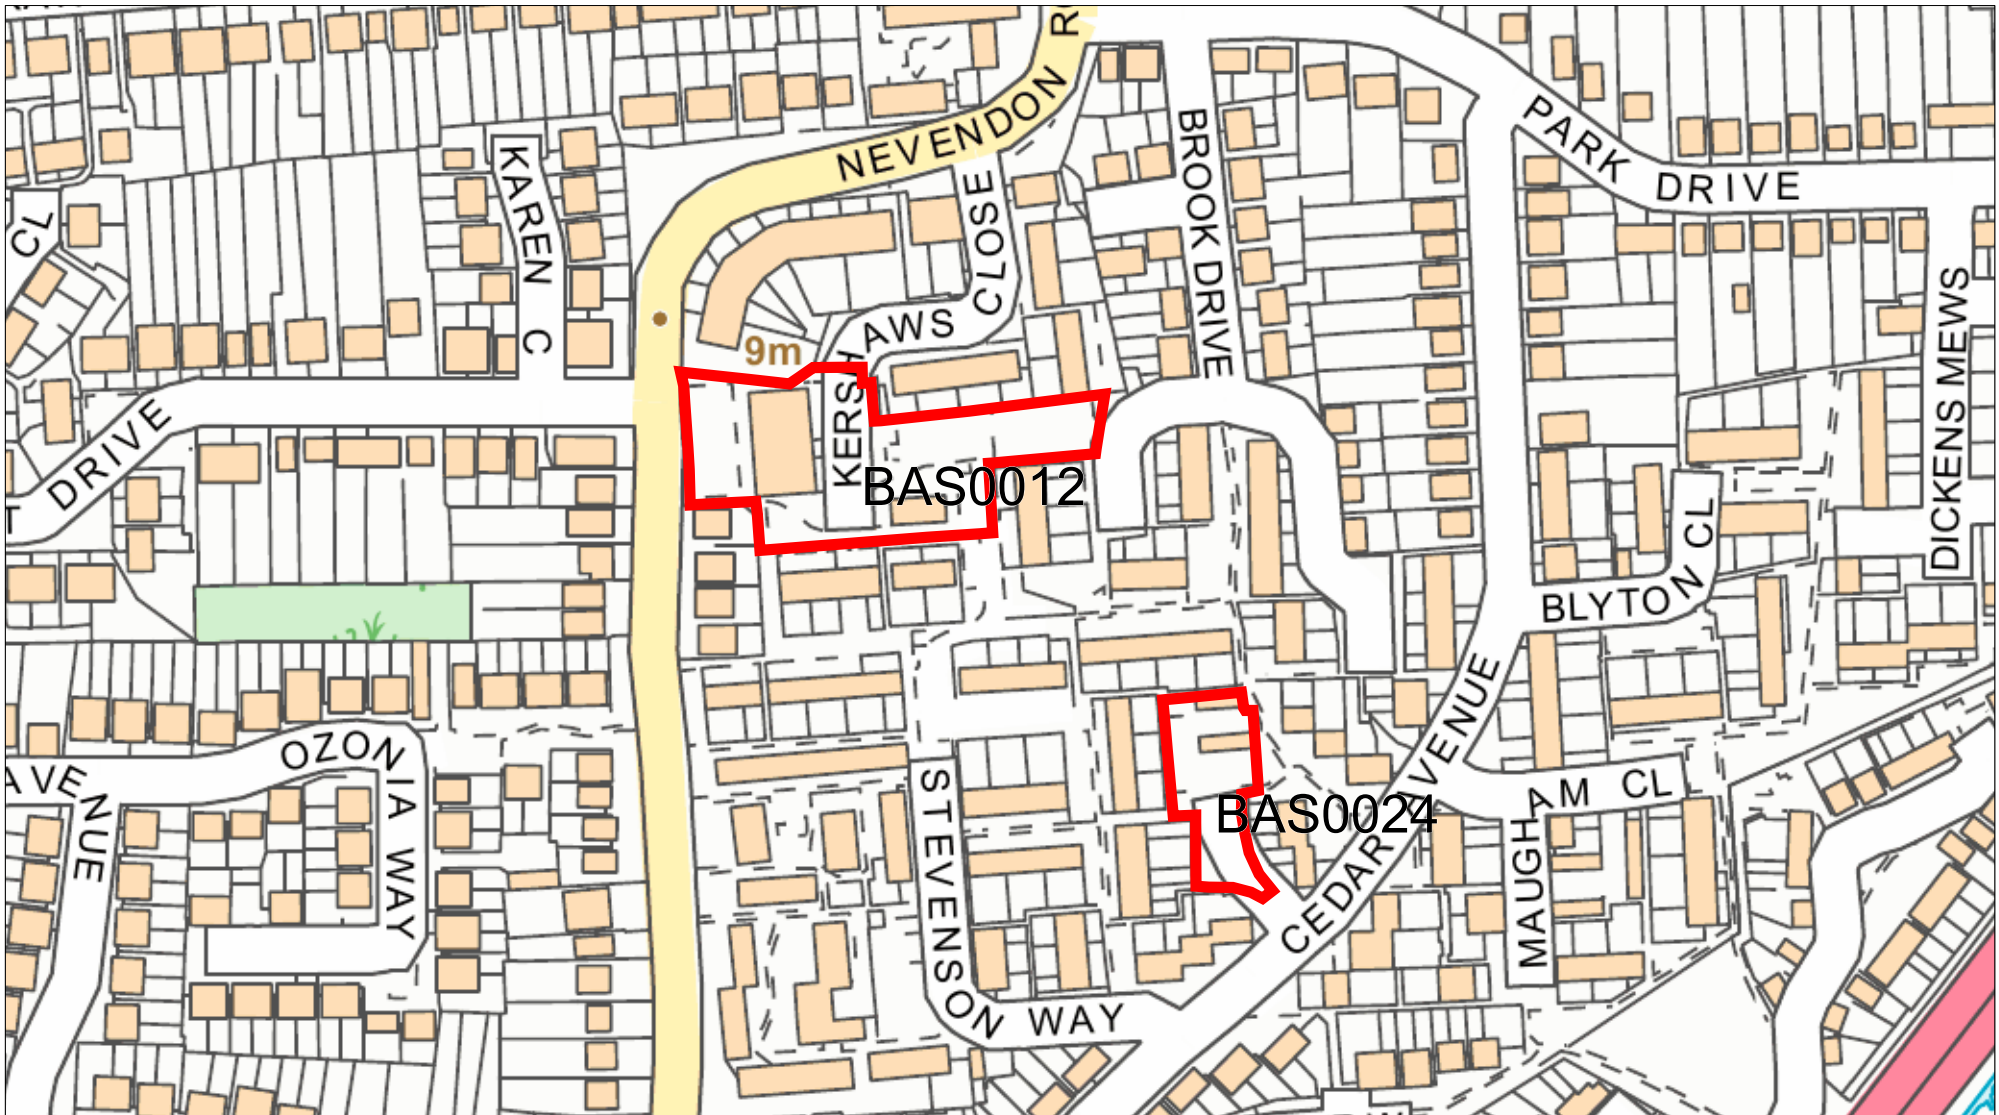 NEVENDON
PARK DRIVE
KAREN C
BROOK DRIVE
CL
KERSHAWS CLOSE
9m
DRIVE
DICKENS MEWS
BAS0012
BLYTON CL
OZONIA WAY
AVENUE
STEVENSON WAY
BAS0024
CEDAR AVENUE
MAUGHAM CL